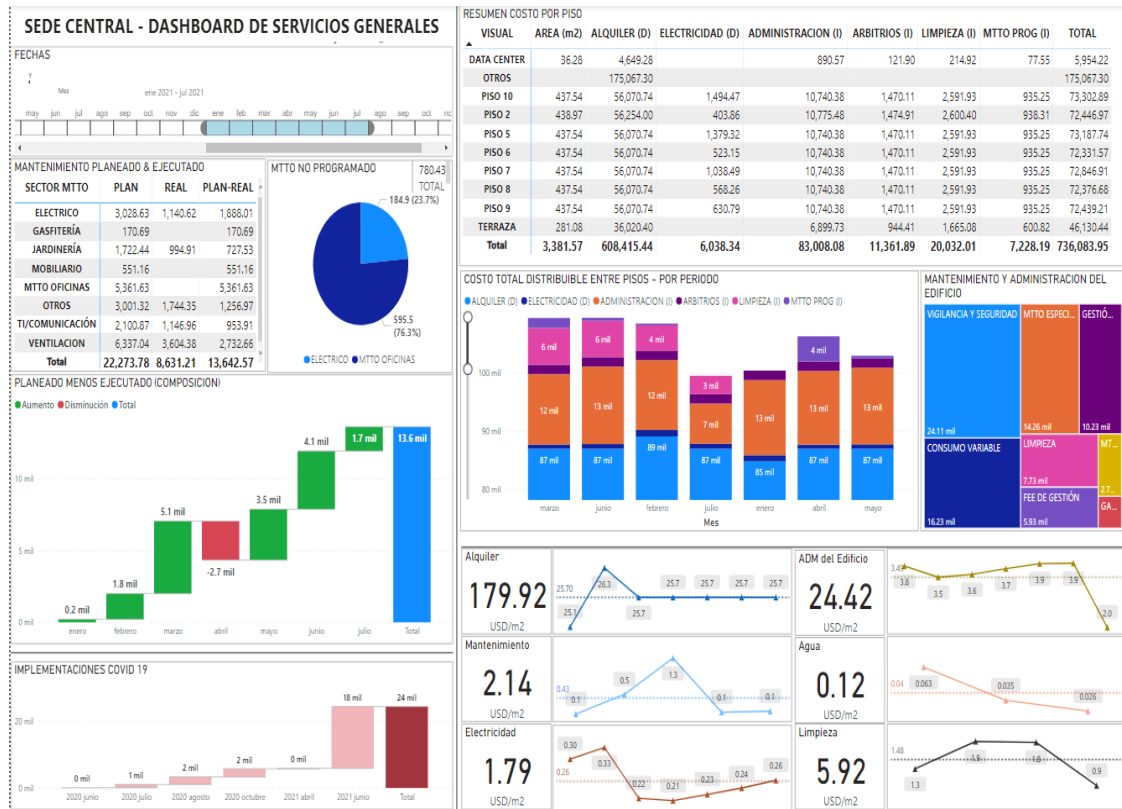 SEDE CENTRAL - DASHBOARD DE SERVICIOS GENERALES
FECHAS
Mes
ene 2021 - jul 2021
may jun jul ago sep oct nov dic ene feb mar abr may jun jul ago sep oct no
MANTENIMIENTO PLANEADO & EJECUTADO
SECTOR MTTO PLAN REAL PLAN-REAL
ELECTRICO 3,028.63 1,140.62 1,888.01
GASFITERÍA 170.69 170.69
JARDINERÍA 1,722.44 994.91 727.53
MOBILIARIO 551.16 551.16
MTTO OFICINAS 5,361.63 5,361.63
OTROS 3,001.32 1,744.35 1,256.97
TI/COMUNICACIÓN 2,100.87 1,146.96 953.91
VENTILACION 6,337.04 3,604.38 2,732.66
Total 22,273.78 8,631.21 13,642.57
MTTO NO PROGRAMADO
780.43
TOTAL
184.9 (23.7%)
595.5
(76.3%)
ELECTRICO MTTO OFICINAS
PLANEADO MENOS EJECUTADO (COMPOSICION)
Aumento Disminución Total
10 mil
5 mil
0 mil
0.2 mil
1.8 mil
5.1 mil
-2.7 mil
3.5 mil
4.1 mil
1.7 mil
13.6 mil
enero febrero marzo abril mayo junio julio Total
IMPLEMENTACIONES COVID 19
20 mil
0 mil
0 mil
1 mil
2 mil
2 mil
0 mil
18 mil
24 mil
2020 junio 2020 julio 2020 agosto 2020 octubre 2021 abril 2021 junio Total
RESUMEN COSTO POR PISO
VISUAL AREA (m2) ALQUILER (D) ELECTRICIDAD (D) ADMINISTRACION (I) ARBITRIOS (I) LIMPIEZA (I) MTTO PROG (I) TOTAL
DATA CENTER 36.28 4,649.28 890.57 121.90 214.92 77.55 5,954.22
OTROS 175,067.30 175,067.30
PISO 10 437.54 56,070.74 1,494.47 10,740.38 1,470.11 2,591.93 935.25 73,302.89
PISO 2 438.97 56,254.00 403.86 10,775.48 1,474.91 2,600.40 938.31 72,446.97
PISO 5 437.54 56,070.74 1,379.32 10,740.38 1,470.11 2,591.93 935.25 73,187.74
PISO 6 437.54 56,070.74 523.15 10,740.38 1,470.11 2,591.93 935.25 72,331.57
PISO 7 437.54 56,070.74 1,038.49 10,740.38 1,470.11 2,591.93 935.25 72,846.91
PISO 8 437.54 56,070.74 568.26 10,740.38 1,470.11 2,591.93 935.25 72,376.68
PISO 9 437.54 56,070.74 630.79 10,740.38 1,470.11 2,591.93 935.25 72,439.21
TERRAZA 281.08 36,020.40 6,899.73 944.41 1,665.08 600.82 46,130.44
Total 3,381.57 608,415.44 6,038.34 83,008.08 11,361.89 20,032.01 7,228.19 736,083.95
COSTO TOTAL DISTRIBUIBLE ENTRE PISOS - POR PERIODO
ALQUILER (D) ELECTRICIDAD (D) ADMINISTRACION (I) ARBITRIOS (I) LIMPIEZA (I) MTTO PROG (I)
100 mil
90 mil
80 mil
6 mil 6 mil 4 mil 3 mil 4 mil
12 mil 13 mil 12 mil 7 mil 13 mil 13 mil 13 mil
87 mil 87 mil 89 mil 87 mil 85 mil 87 mil 87 mil
marzo junio febrero julio enero abril mayo
Mes
MANTENIMIENTO Y ADMINISTRACION DEL
EDIFICIO
VIGILANCIA Y SEGURIDAD
24.11 mil
CONSUMO VARIABLE
16.23 mil
MTTO ESPECI...
14.26 mil
GESTIÓ...
10.23 mil
LIMPIEZA
7.73 mil
FEE DE GESTIÓN
5.93 mil
MT...
2.7...
GA...
Alquiler
179.92
USD/m2
25.70
25.1 26.3 25.7 25.7 25.7 25.7 25.7
ADM del Edificio
24.42
USD/m2
3.49
3.8 3.5 3.6 3.7 3.9 3.9 2.0
Mantenimiento
2.14
USD/m2
0.43
0.1 0.5 1.3 0.1 0.1
Agua
0.12
USD/m2
0.04
0.063 0.035 0.026
Electricidad
1.79
USD/m2
0.26
0.30 0.33 0.22 0.21 0.23 0.24 0.26
Limpieza
5.92
USD/m2
1.48
1.3 1.9 1.8 0.9